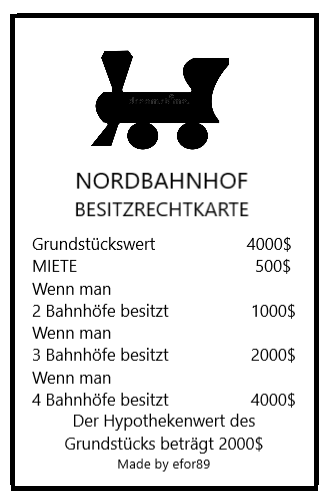 NORDBAHNHOF
BESITZRECHTKARTE
Grundstückswert 4000$
MIETE 500$
Wenn man
2 Bahnhöfe besitzt 1000$
Wenn man
3 Bahnhöfe besitzt 2000$
Wenn man
4 Bahnhöfe besitzt 4000$
Der Hypothekenwert des
Grundstücks beträgt 2000$
Made by efor89